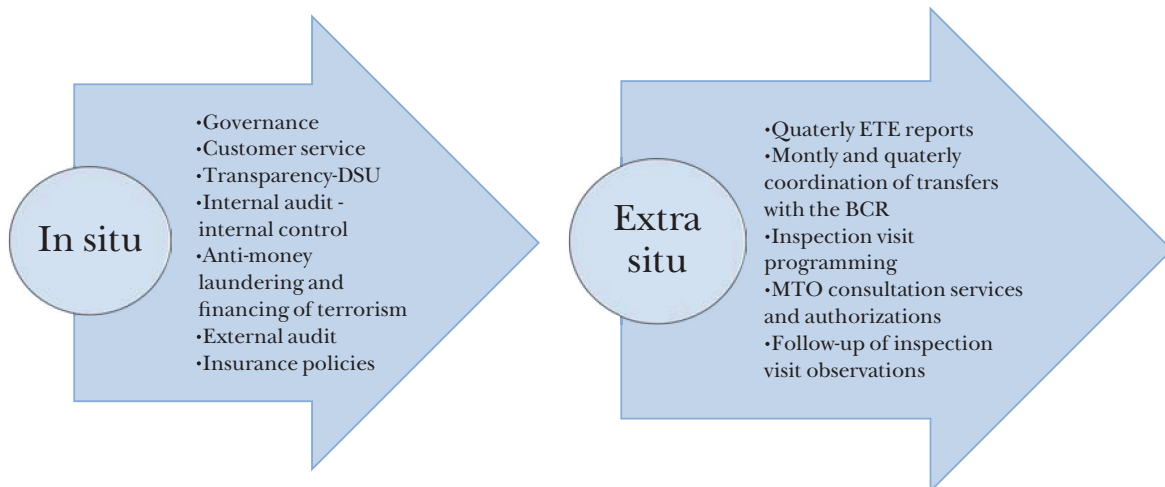 In situ
·Governance
·Customer service
·Transparency-DSU
·Internal audit -
internal control
·Anti-money
laundering and
financing of terrorism
·External audit
·Insurance policies
Extra
situ
·Quaterly ETE reports
·Montly and quaterly
coordination of transfers
with the BCR
·Inspection visit
programming
·MTO consultation services
and authorizations
·Follow-up of inspection
visit observations